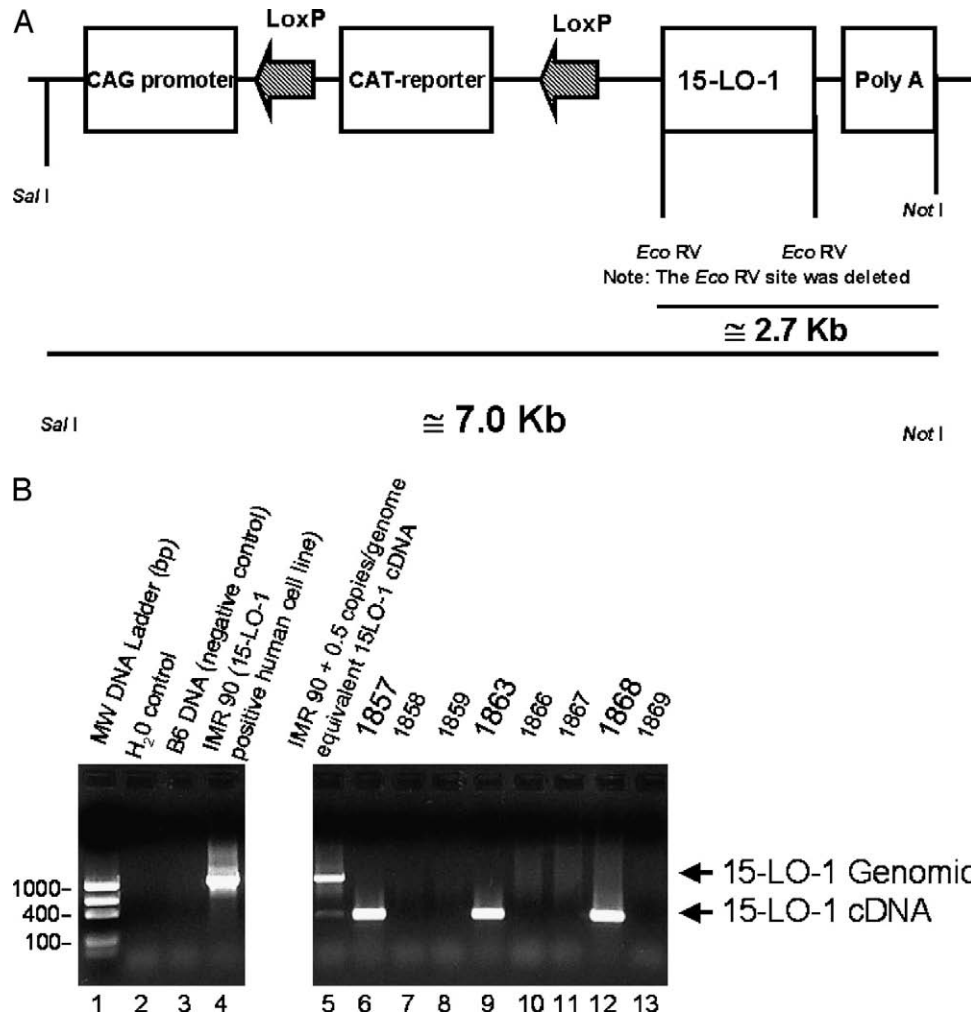 A
LoxP
LoxP
CAG promoter
CAT-reporter
15-LO-1
Poly A
Sal I
Not I
Eco RV
Eco RV
Note: The Eco RV site was deleted
≅ 2.7 Kb
Sal I
≅ 7.0 Kb
Not I
B
MW DNA Ladder (bp)
H₂0 control
B6 DNA (negative control)
IMR 90 (15-LO-1
positive human cell line)
IMR 90 + 0.5 copies/genome
equivalent 15LO-1 cDNA
1857
1858
1859
1863
1866
1867
1868
1869
1000-
400-
100-
15-LO-1 Genomic
15-LO-1 cDNA
1 2 3 4 5 6 7 8 9 10 11 12 13